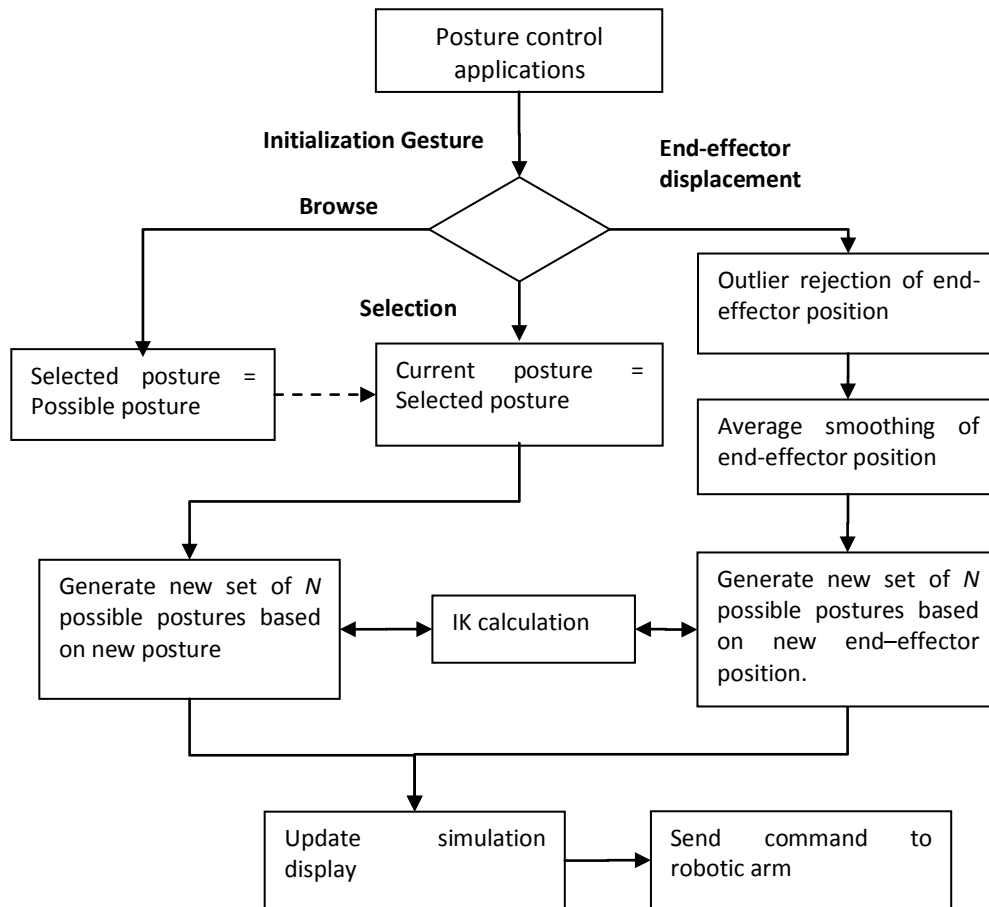 Posture control
applications
Initialization Gesture
End-effector
displacement
Browse
Selection
Outlier rejection of end-
effector position
Selected posture =
Possible posture
Current posture =
Selected posture
Average smoothing of
end-effector position
Generate new set of N
possible postures based
on new posture
IK calculation
Generate new set of N
possible postures based
on new end–effector
position.
Update simulation
display
Send command to
robotic arm